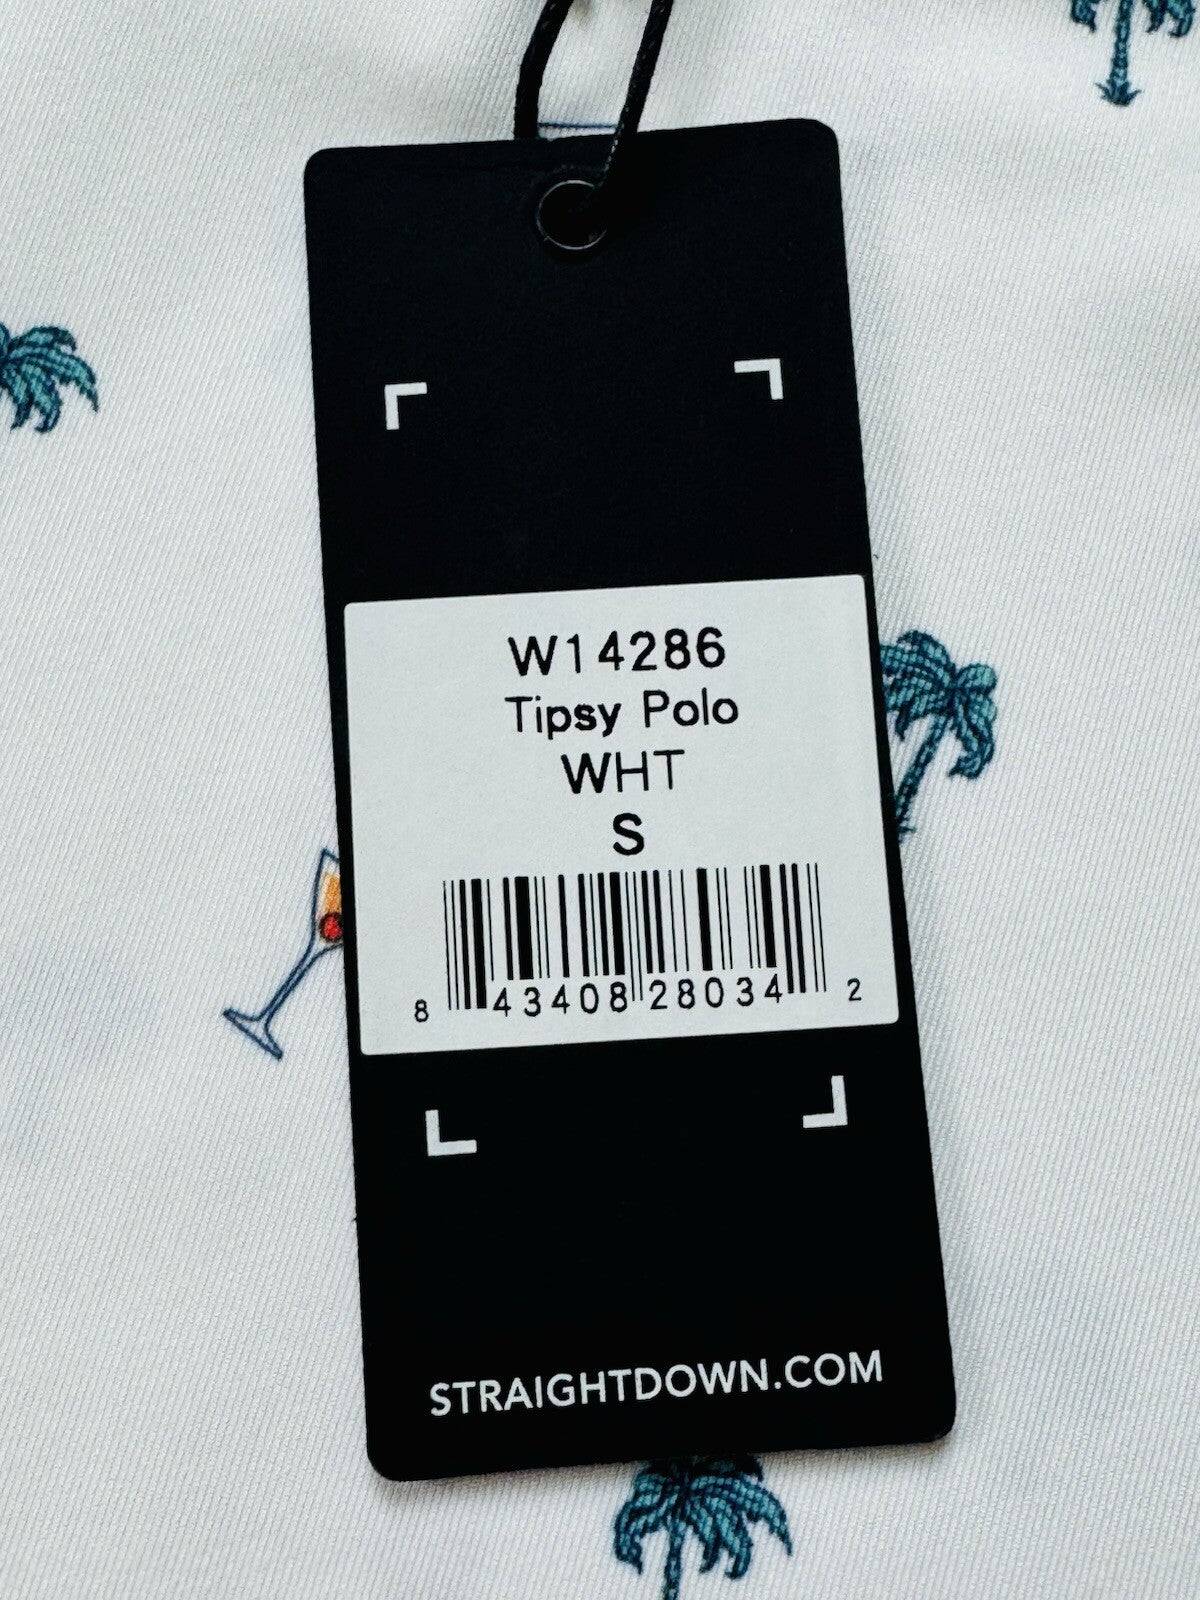 W14286
Tipsy Polo
WHT
S
8 43408 28034 2
STRAIGHTDOWN.COM